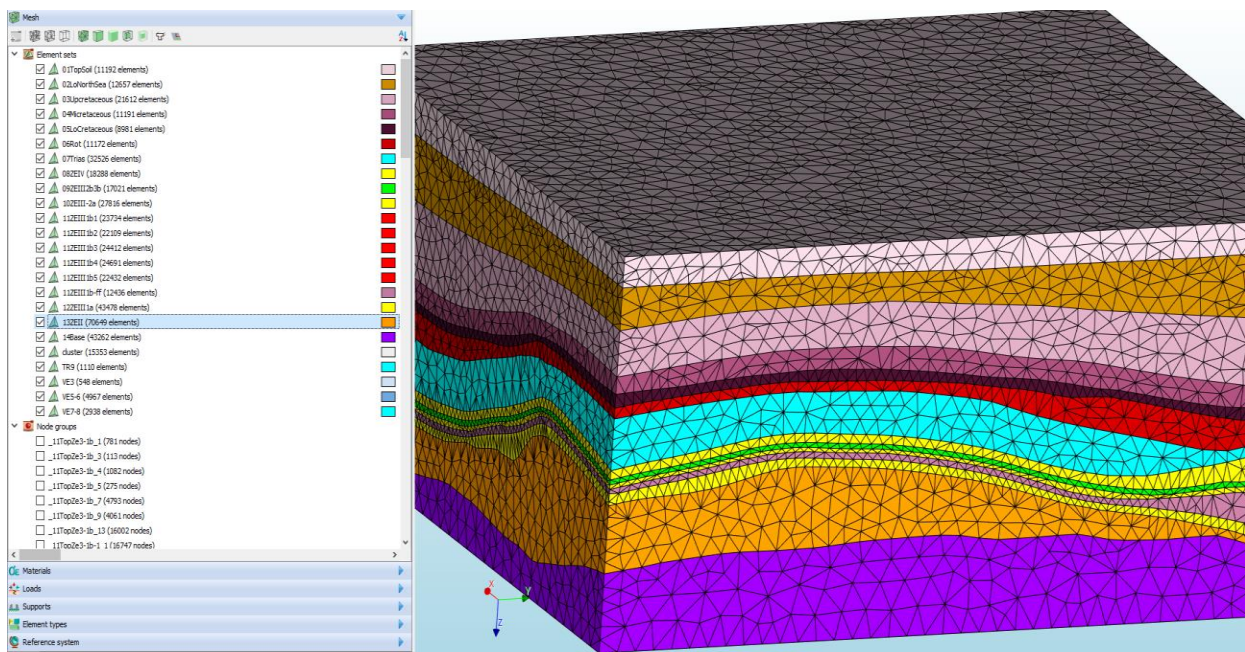 Mesh
Element sets
01TopSoil (11192 elements)
02LoNorthSea (12657 elements)
03Upcretaceous (21612 elements)
04Micretaceous (11191 elements)
05LoCretaceous (8981 elements)
06Rot (11172 elements)
07Trias (32526 elements)
08ZEIV (18288 elements)
09ZEIII2b3b (17021 elements)
10ZEIII-2a (27816 elements)
11ZEIII1b1 (23734 elements)
11ZEIII1b2 (22109 elements)
11ZEIII1b3 (24412 elements)
11ZEIII1b4 (24691 elements)
11ZEIII1b5 (22432 elements)
11ZEIII1b-ff (12436 elements)
12ZEIII1a (43478 elements)
13ZEII (70649 elements)
14Base (43262 elements)
cluster (15353 elements)
TR9 (1110 elements)
VE3 (548 elements)
VE5-6 (4967 elements)
VE7-8 (2938 elements)
Node groups
_11TopZe3-1b_1 (781 nodes)
_11TopZe3-1b_3 (113 nodes)
_11TopZe3-1b_4 (1082 nodes)
_11TopZe3-1b_5 (275 nodes)
_11TopZe3-1b_7 (4793 nodes)
_11TopZe3-1b_9 (4061 nodes)
_11TopZe3-1b_13 (16002 nodes)
_11TopZe3-1b-1_1 (16747 nodes)
Materials
Loads
Supports
Element types
Reference system
X
Y
Z